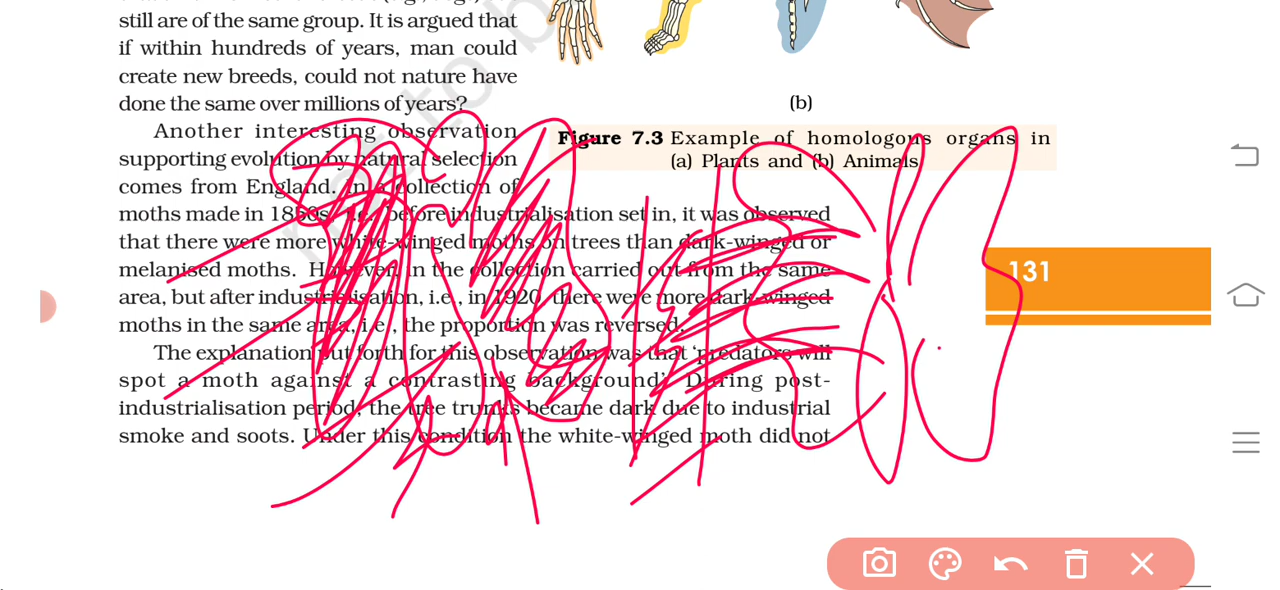 still are of the same group. It is argued that
if within hundreds of years, man could
create new breeds, could not nature have
done the same over millions of years?
Another interesting observation
supporting evolution by natural selection
comes from England. In a collection of
moths made in 1850s, i.e., before industrialisation set in, it was observed
that there were more white-winged moths on trees than dark-winged or
melanised moths. However, in the collection carried out from the same
area, but after industrialisation, i.e., in 1920, there were more dark-winged
moths in the same area, i.e., the proportion was reversed.
The explanation put forth for this observation was that ‘predators will
spot a moth against a contrasting background’. During post-
industrialisation period, the tree trunks became dark due to industrial
smoke and soots. Under this condition the white-winged moth did not
(b)
Figure 7.3 Example of homologous organs in
(a) Plants and (b) Animals
131